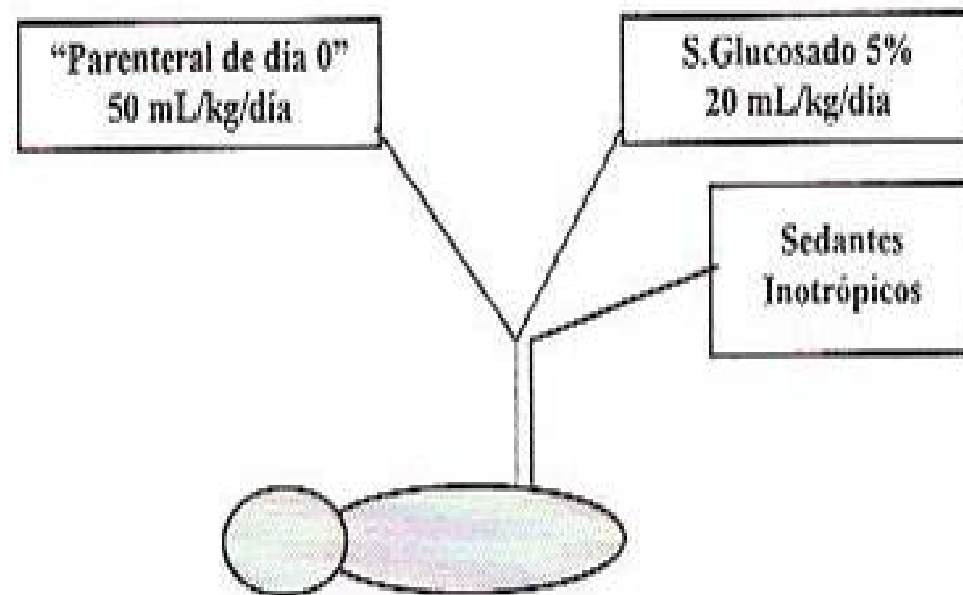 “Parenteral de día 0”
50 mL/kg/día
S.Glucosado 5%
20 mL/kg/día
Sedantes
Inotrópicos